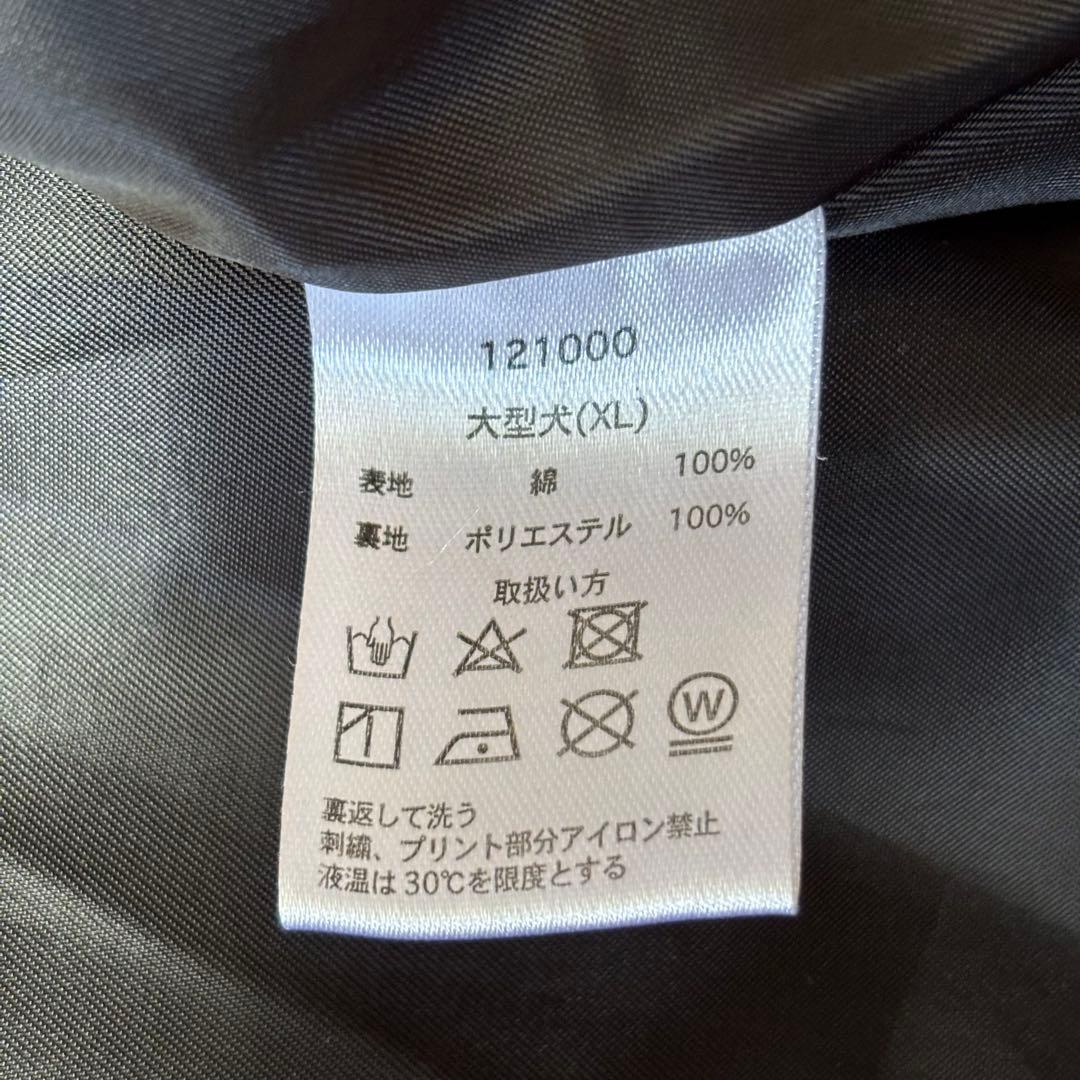 121000
大型犬(XL)
表地 綿 100%
裏地 ポリエステル 100%
取扱い方
W
裏返して洗う
刺繍、プリント部分アイロン禁止
液温は30℃を限度とする